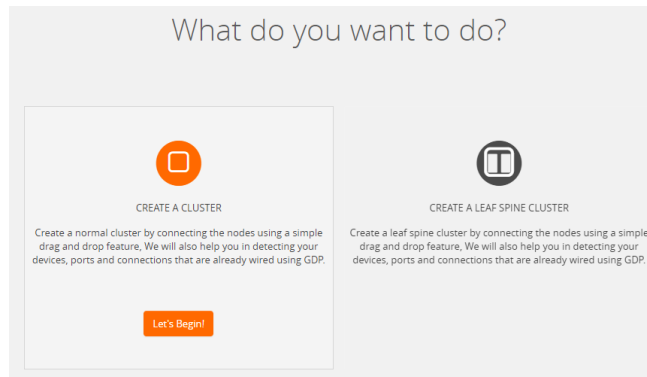 What do you want to do?
CREATE A CLUSTER
Create a normal cluster by connecting the nodes using a simple
drag and drop feature, We will also help you in detecting your
devices, ports and connections that are already wired using GDP.
Let's Begin!
CREATE A LEAF SPINE CLUSTER
Create a leaf spine cluster by connecting the nodes using a simple
drag and drop feature, We will also help you in detecting your
devices, ports and connections that are already wired using GDP.